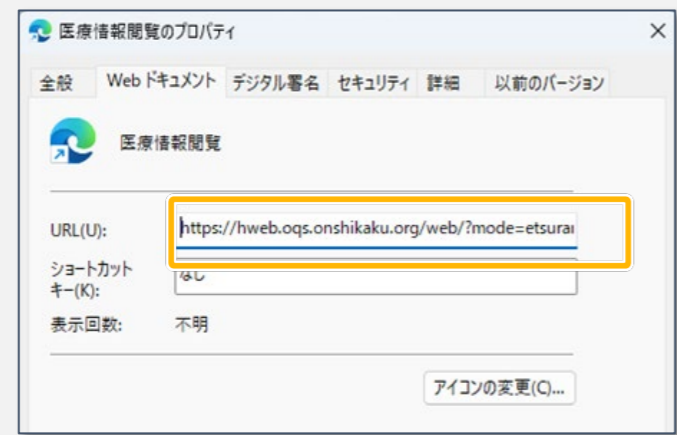 医療情報閲覧のプロパティ
全般 Web ドキュメント デジタル署名 セキュリティ 詳細 以前のバージョン
医療情報閲覧
URL(U): https://hweb.oqs.onshikaku.org/web/?mode=etsura
ショートカット
キー(K): なし
表示回数: 不明
アイコンの変更(C)...